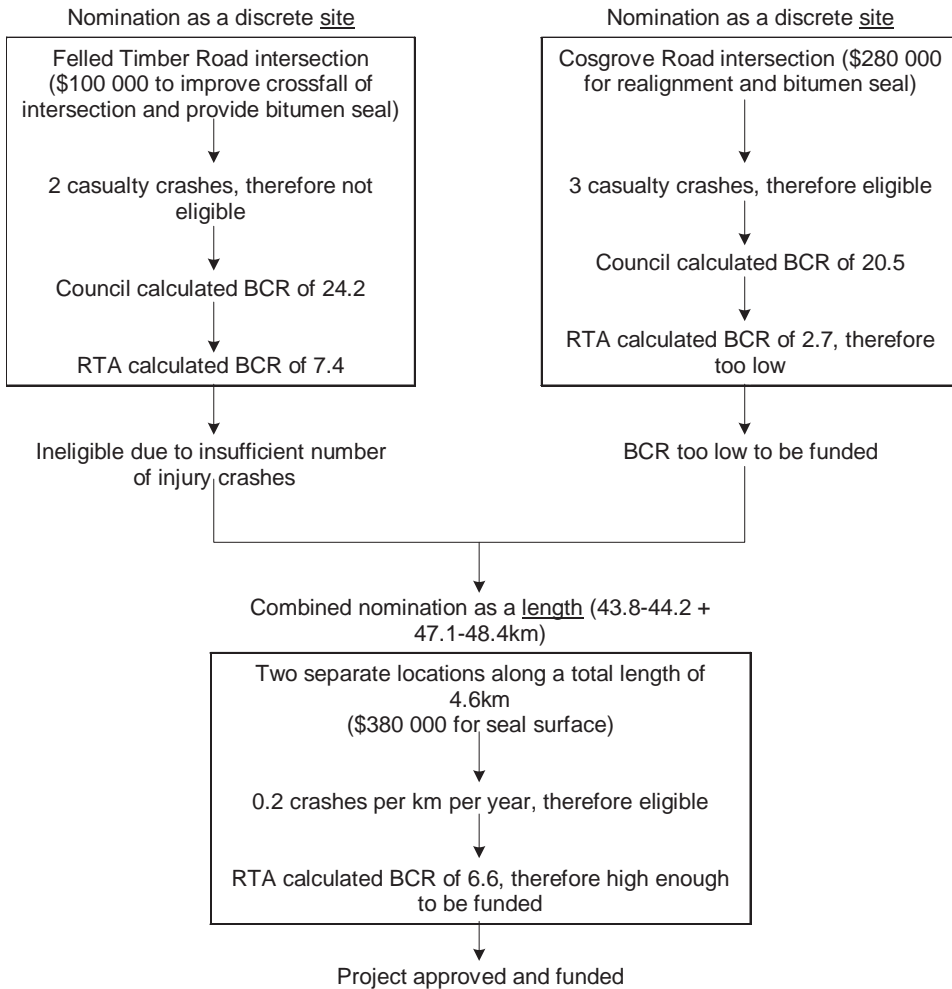 Nomination as a discrete site
Felled Timber Road intersection
($100 000 to improve crossfall of
intersection and provide bitumen seal)
2 casualty crashes, therefore not
eligible
Council calculated BCR of 24.2
RTA calculated BCR of 7.4
Ineligible due to insufficient number
of injury crashes
Nomination as a discrete site
Cosgrove Road intersection ($280 000
for realignment and bitumen seal)
3 casualty crashes, therefore eligible
Council calculated BCR of 20.5
RTA calculated BCR of 2.7, therefore
too low
BCR too low to be funded
Combined nomination as a length (43.8-44.2 +
47.1-48.4km)
Two separate locations along a total length of
4.6km
($380 000 for seal surface)
0.2 crashes per km per year, therefore eligible
RTA calculated BCR of 6.6, therefore high enough
to be funded
Project approved and funded